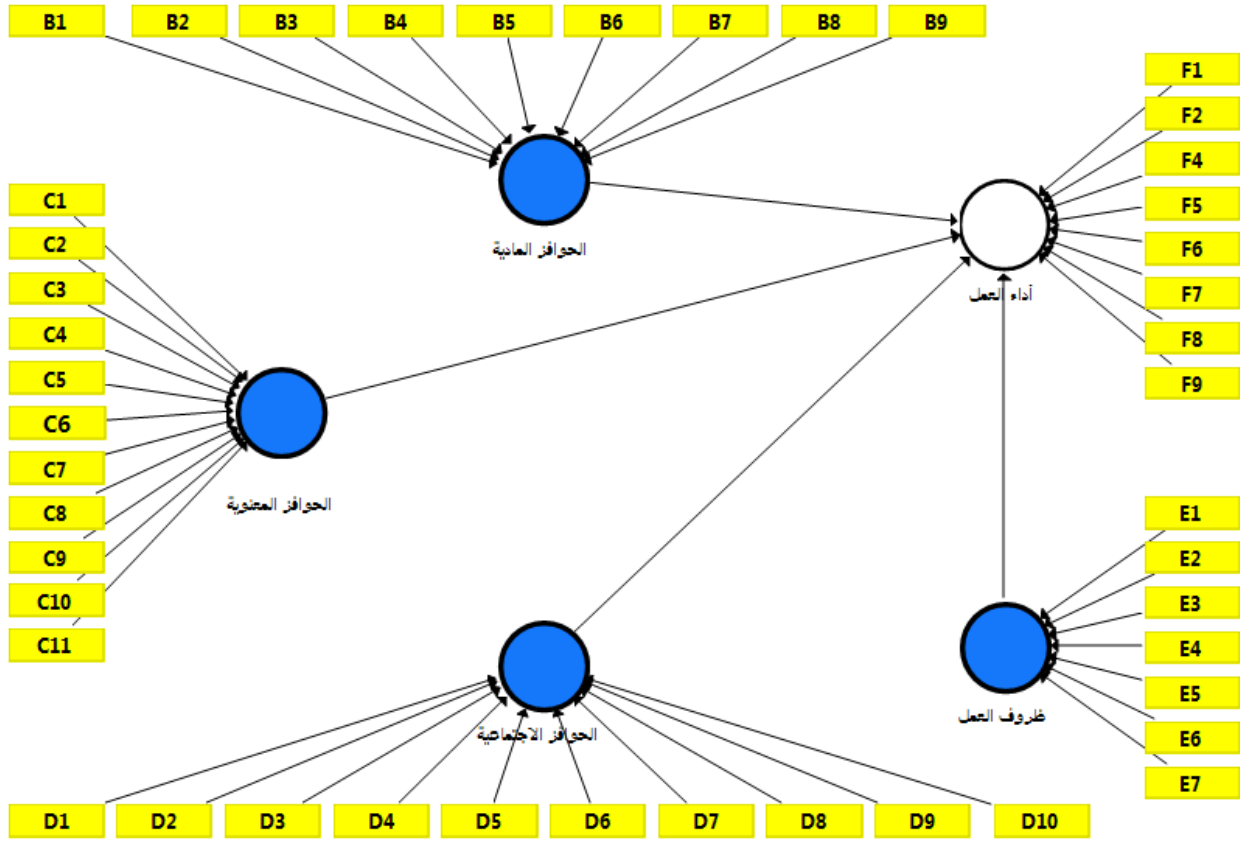 B1
B2
B3
B4
B5
B6
B7
B8
B9
الحوافز المادية
F1
F2
F4
F5
F6
F7
F8
F9
أداء العمل
C1
C2
C3
C4
C5
C6
C7
C8
C9
C10
C11
الحوافز المعنوية
E1
E2
E3
E4
E5
E6
E7
ظروف العمل
الحوافز الاجتماعية
D1
D2
D3
D4
D5
D6
D7
D8
D9
D10